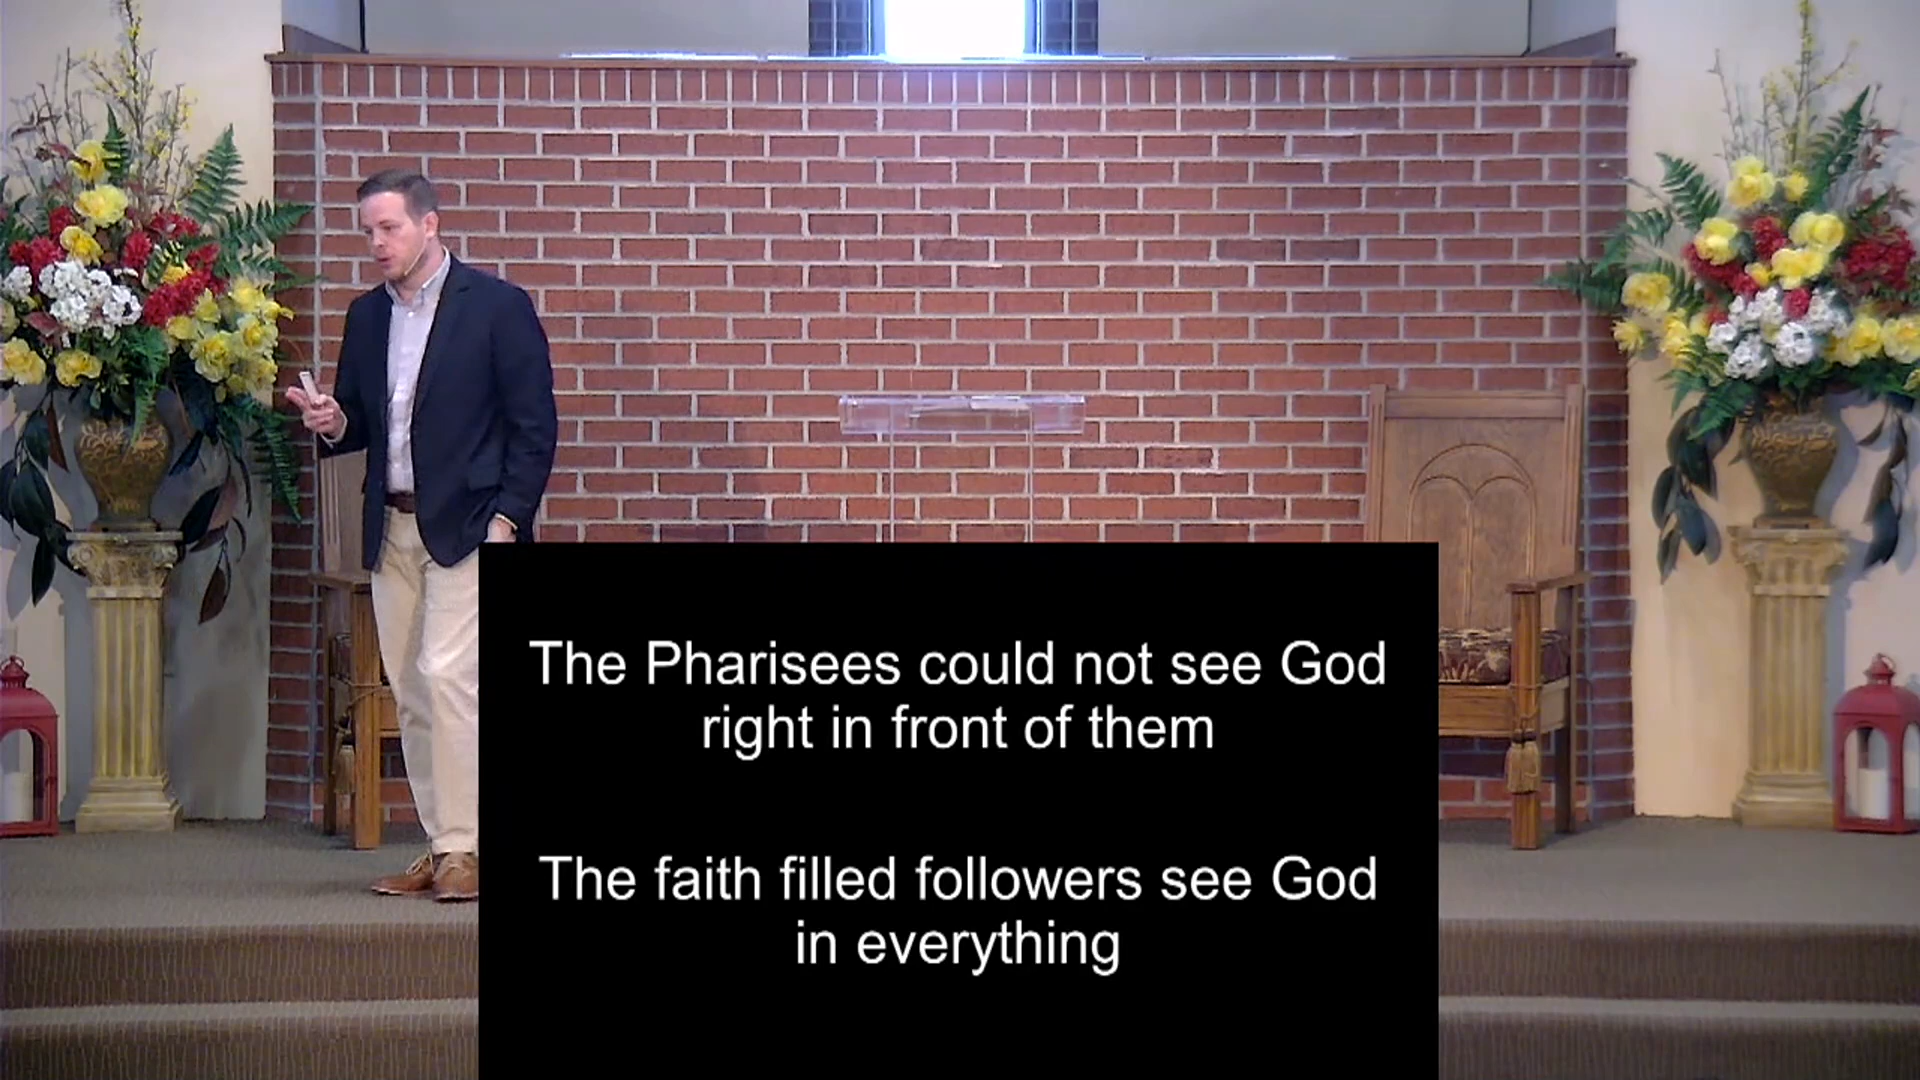 The Pharisees could not see God
right in front of them
The faith filled followers see God
in everything